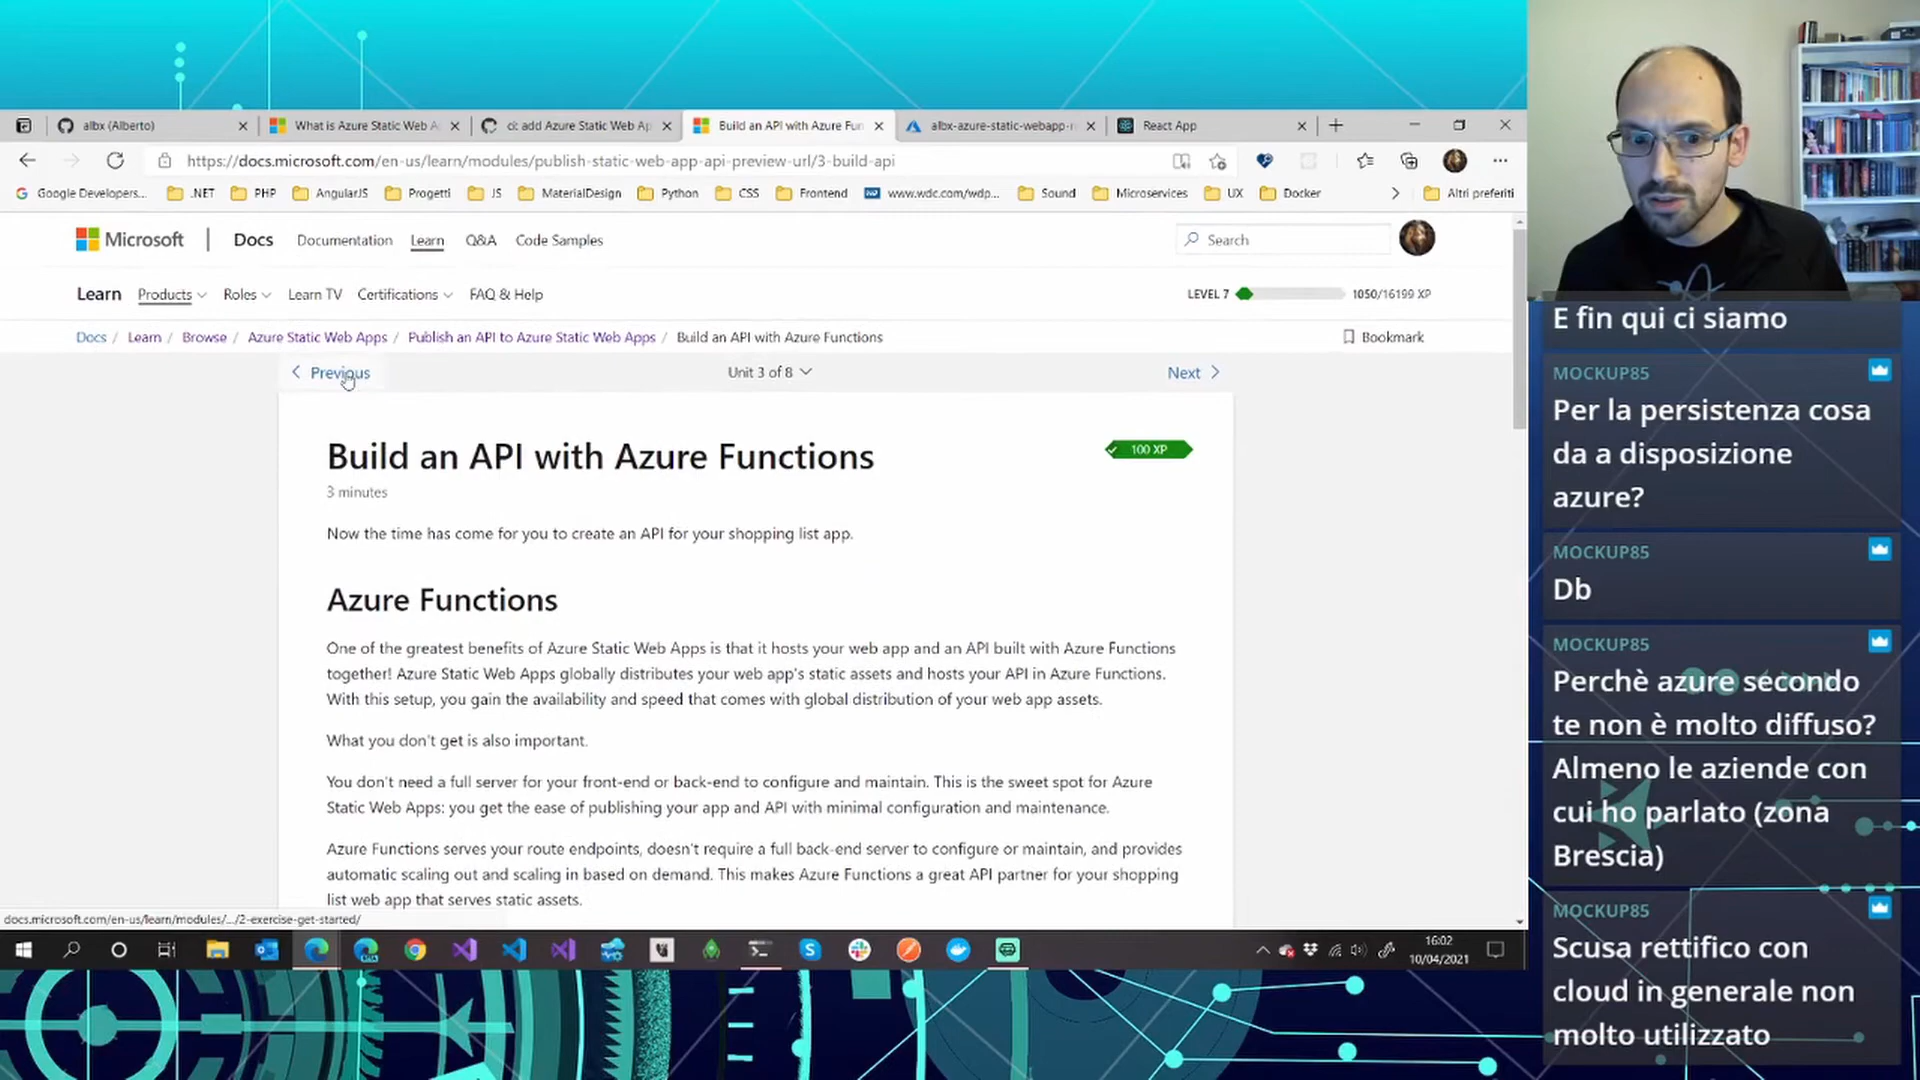 albx (Alberto)
What is Azure Static Web A
ci: add Azure Static Web Ap
Build an API with Azure Fun
albx-azure-static-webapp-r
React App
https://docs.microsoft.com/en-us/learn/modules/publish-static-web-app-api-preview-url/3-build-api
Google Developers...
.NET
PHP
AngularJS
Progetti
JS
MaterialDesign
Python
CSS
Frontend
www.wdc.com/wdp...
Sound
Microservices
UX
Docker
Altri preferiti
Microsoft
Docs
Documentation
Learn
Q&A
Code Samples
Search
Learn
Products
Roles
Learn TV
Certifications
FAQ & Help
LEVEL 7
1050/16199 XP
Docs / Learn / Browse / Azure Static Web Apps / Publish an API to Azure Static Web Apps / Build an API with Azure Functions
Bookmark
Previous
Unit 3 of 8
Next
Build an API with Azure Functions
100 XP
3 minutes
Now the time has come for you to create an API for your shopping list app.
Azure Functions
One of the greatest benefits of Azure Static Web Apps is that it hosts your web app and an API built with Azure Functions
together! Azure Static Web Apps globally distributes your web app's static assets and hosts your API in Azure Functions.
With this setup, you gain the availability and speed that comes with global distribution of your web app assets.
What you don't get is also important.
You don't need a full server for your front-end or back-end to configure and maintain. This is the sweet spot for Azure
Static Web Apps: you get the ease of publishing your app and API with minimal configuration and maintenance.
Azure Functions serves your route endpoints, doesn't require a full back-end server to configure or maintain, and provides
automatic scaling out and scaling in based on demand. This makes Azure Functions a great API partner for your shopping
list web app that serves static assets.
docs.microsoft.com/en-us/learn/modules/.../2-exercise-get-started/
16:02
10/04/2021
E fin qui ci siamo
MOCKUP85
Per la persistenza cosa
da a disposizione
azure?
MOCKUP85
Db
MOCKUP85
Perchè azure secondo
te non è molto diffuso?
Almeno le aziende con
cui ho parlato (zona
Brescia)
MOCKUP85
Scusa rettifico con
cloud in generale non
molto utilizzato